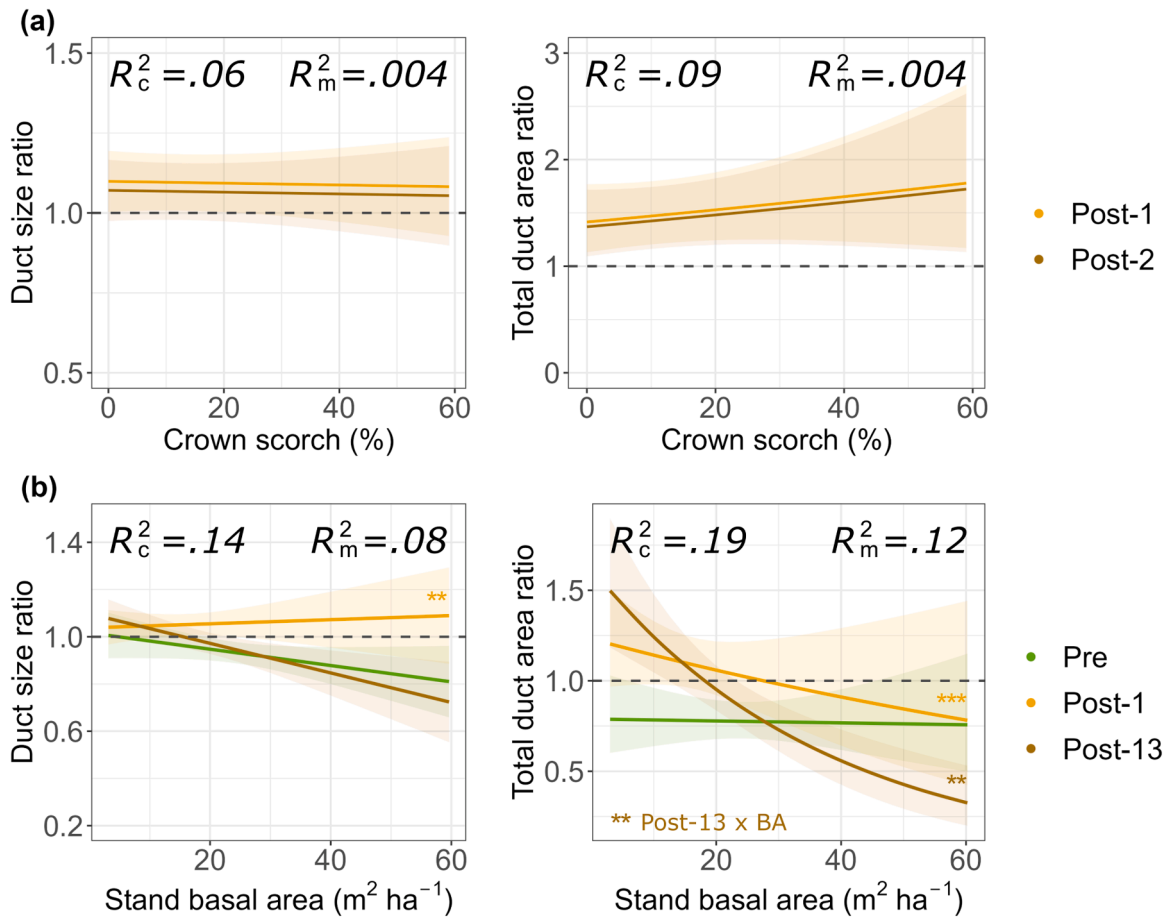 (a)
R²c =.06 R²m =.004
Duct size ratio
1.5
1.0
0.5
0 20 40 60
Crown scorch (%)
R²c =.09 R²m =.004
Total duct area ratio
3
2
1
0
0 20 40 60
Crown scorch (%)
Post-1
Post-2
(b)
R²c =.14 R²m =.08
Duct size ratio
1.4
1.0
0.6
0.2
**
20 40 60
Stand basal area (m² ha⁻¹)
R²c =.19 R²m =.12
Total duct area ratio
1.5
1.0
0.5
***
**
** Post-13 x BA
20 40 60
Stand basal area (m² ha⁻¹)
Pre
Post-1
Post-13